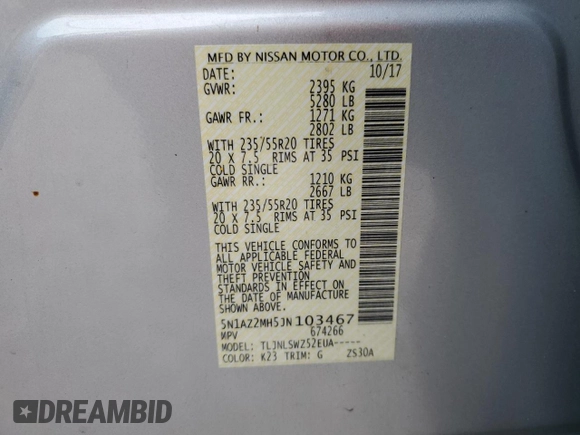 MFD BY NISSAN MOTOR CO., LTD.
DATE: 10/17
GVWR: 2395 KG
5280 LB
GAWR FR.: 1271 KG
2802 LB
WITH 235/55R20 TIRES
20 X 7.5 RIMS AT 35 PSI
COLD SINGLE
GAWR RR.: 1210 KG
2667 LB
WITH 235/55R20 TIRES
20 X 7.5 RIMS AT 35 PSI
COLD SINGLE
THIS VEHICLE CONFORMS TO
ALL APPLICABLE FEDERAL
MOTOR VEHICLE SAFETY AND
THEFT PREVENTION
STANDARDS IN EFFECT ON
THE DATE OF MANUFACTURE
SHOWN ABOVE.
5N1AZ2MH5JN103467
MPV 674266
MODEL: TLJNLSWZ52EUA-----
COLOR: K23 TRIM: G ZS30A
DREAMBID
DREAMBID